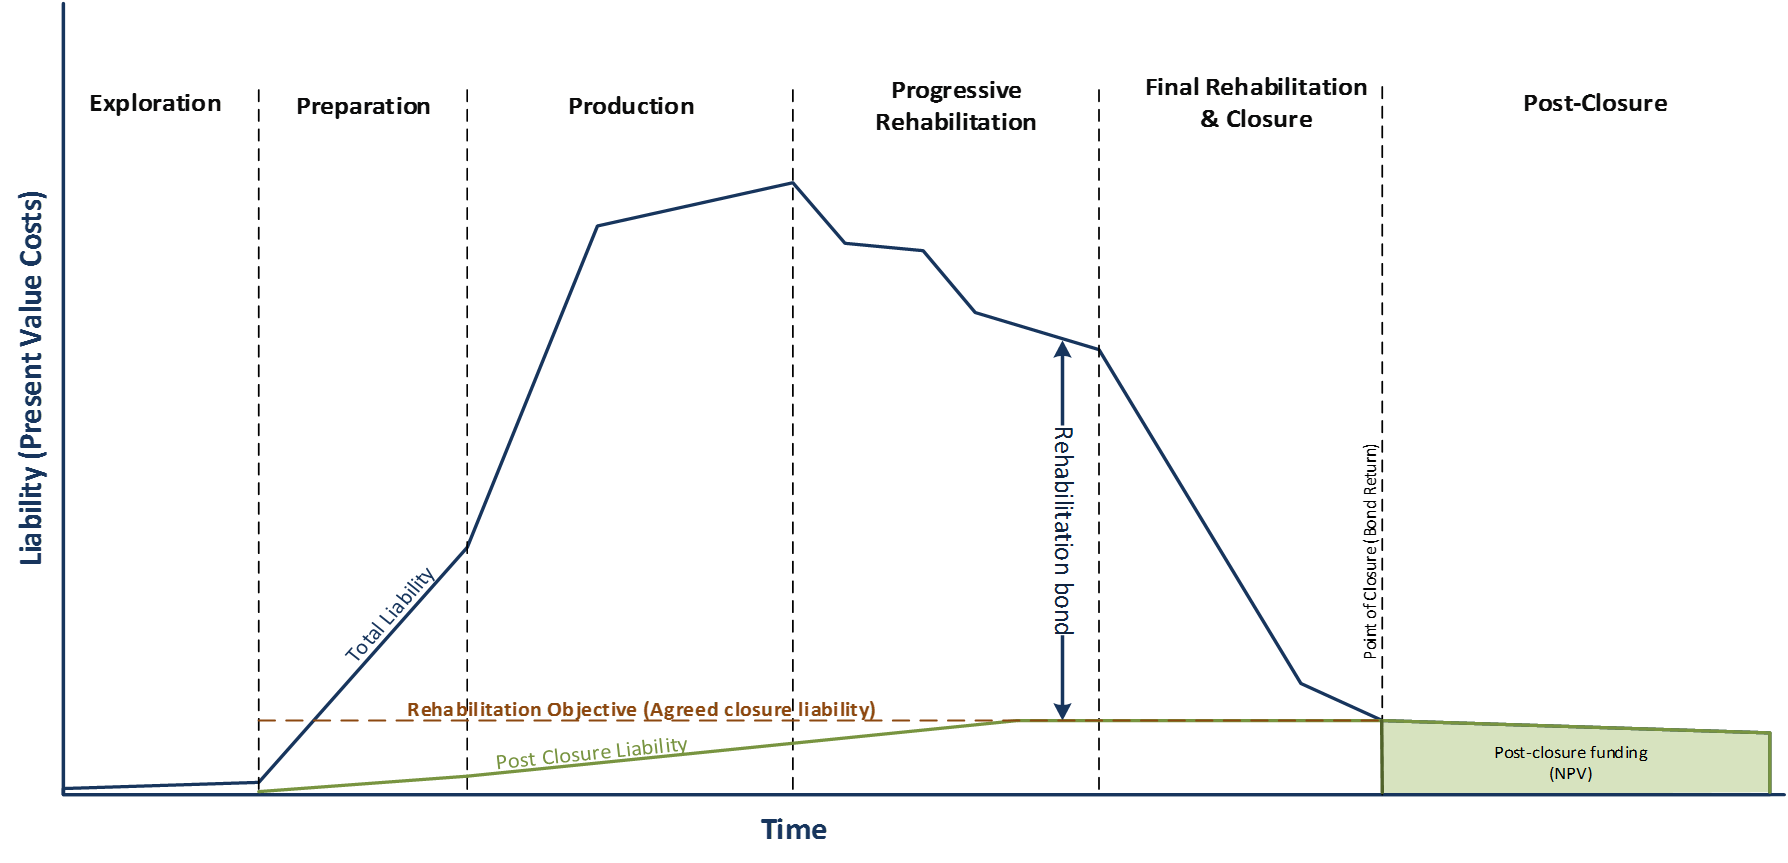 Exploration
Preparation
Production
Progressive
Rehabilitation
Final Rehabilitation
& Closure
Post-Closure
Liability (Present Value Costs)
Total Liability
Rehabilitation bond
Point of Closure (Bond Return)
Rehabilitation Objective (Agreed closure liability)
Post Closure Liability
Post-closure funding
(NPV)
Time